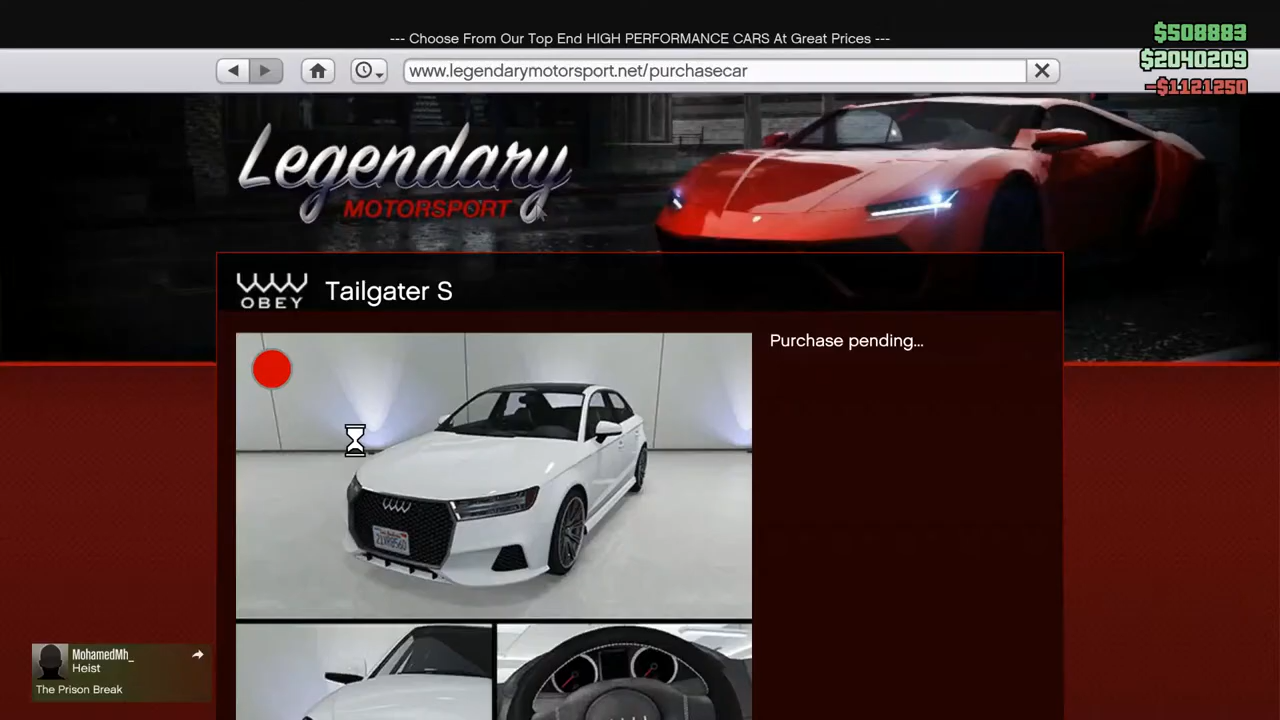 --- Choose From Our Top End HIGH PERFORMANCE CARS At Great Prices ---
$508883
$2040209
-$1121250
www.legendarymotorsport.net/purchasecar
Legendary
MOTORSPORT
OBEY
Tailgater S
Purchase pending...
MohamedMh_
Heist
The Prison Break